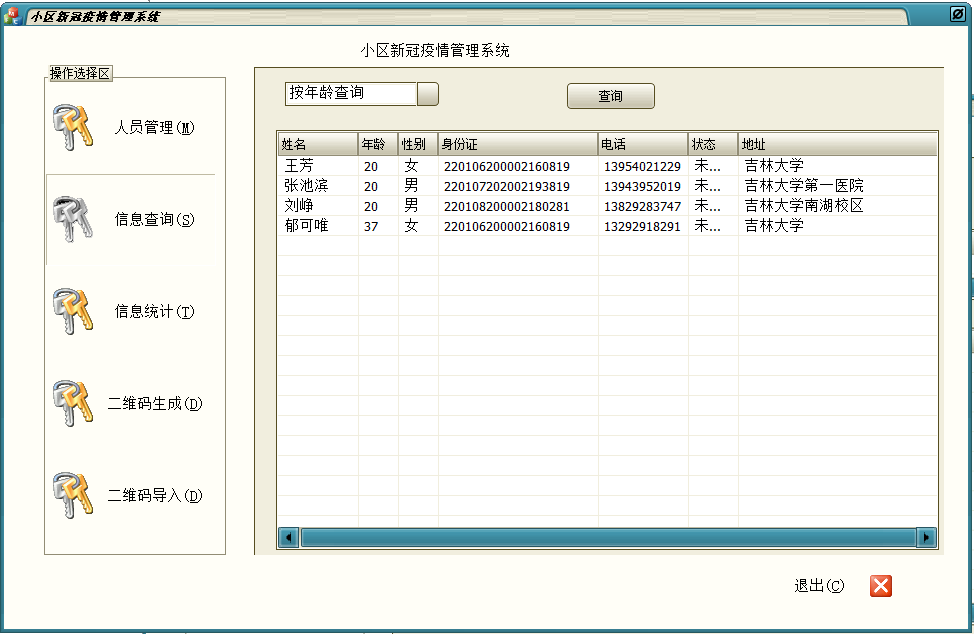 小区新冠疫情管理系统
小区新冠疫情管理系统
操作选择区
人员管理(M)
信息查询(S)
信息统计(T)
二维码生成(D)
二维码导入(D)
按年龄查询
查询
姓名 年龄 性别 身份证 电话 状态 地址
王芳 20 女 220106200002160819 13954021229 未... 吉林大学
张池滨 20 男 220107202002193819 13943952019 未... 吉林大学第一医院
刘峥 20 男 220108200002180281 13829283747 未... 吉林大学南湖校区
郁可唯 37 女 220106200002160819 13292918291 未... 吉林大学
退出(C)